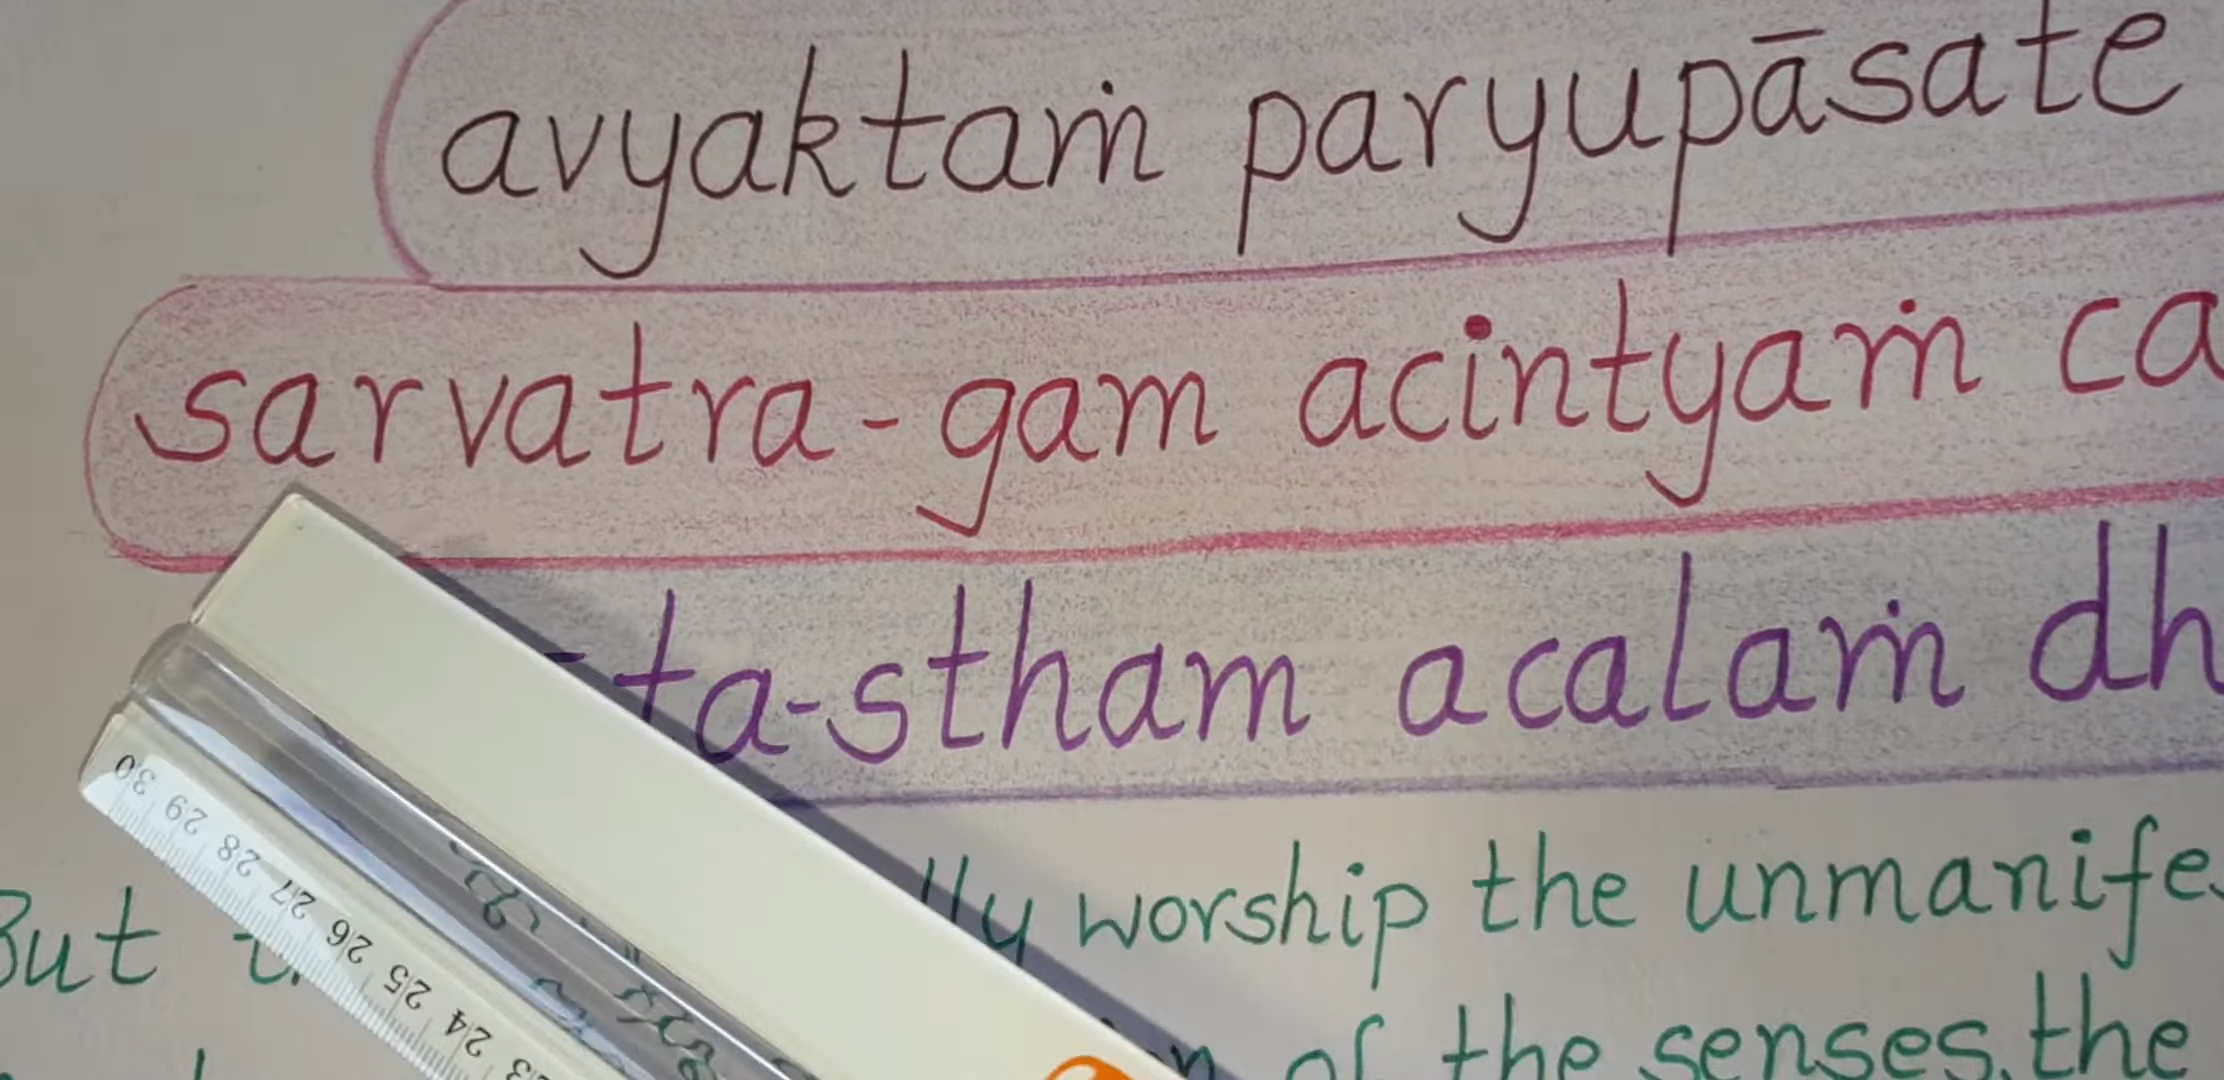 avyaktaṁ paryupāsate
sarvatra-gam acintyaṁ ca
ta-stham acalaṁ dh
But lly worship the unmanife
of the senses, the
30 29 28 27 26 25 24 23